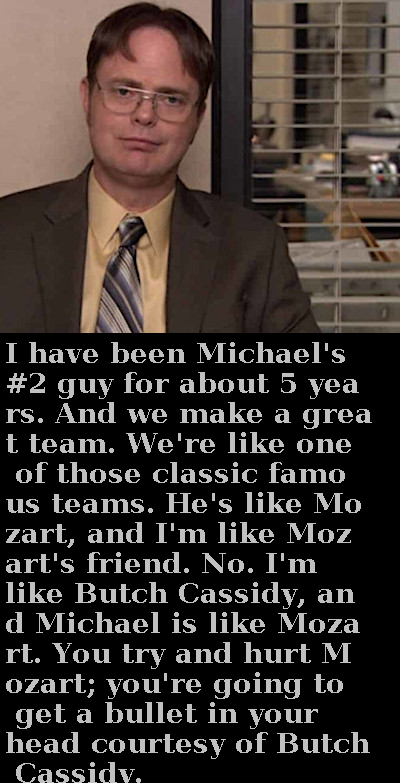 I have been Michael's
#2 guy for about 5 yea
rs. And we make a grea
t team. We're like one
of those classic famo
us teams. He's like Mo
zart, and I'm like Moz
art's friend. No. I'm
like Butch Cassidy, an
d Michael is like Moza
rt. You try and hurt M
ozart; you're going to
get a bullet in your
head courtesy of Butch
Cassidy.